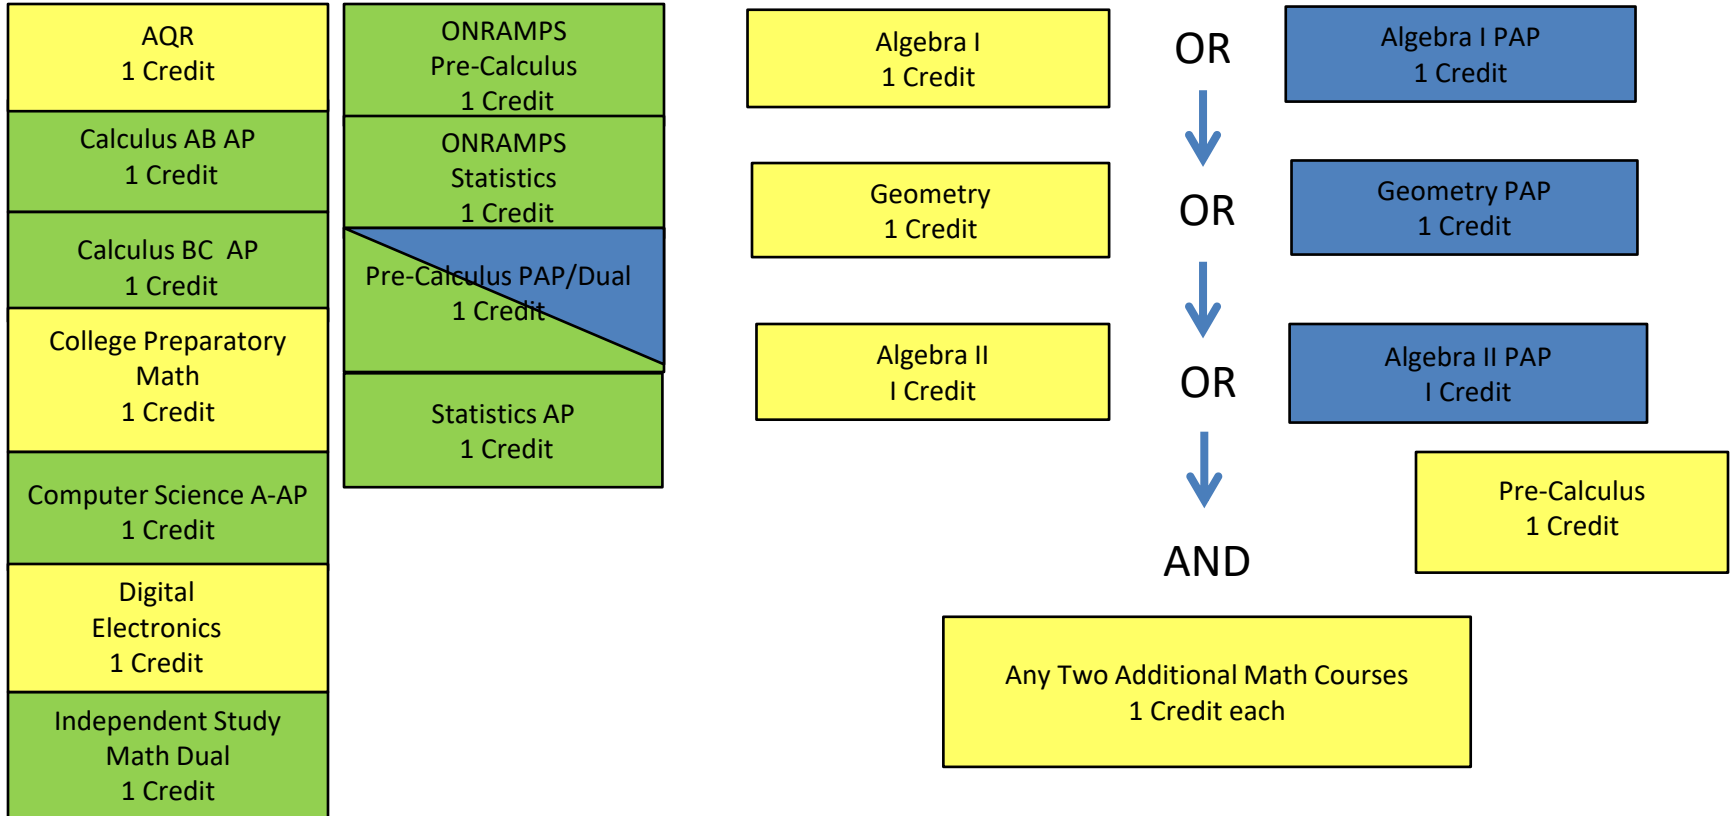 AQR
1 Credit
Calculus AB AP
1 Credit
Calculus BC  AP
1 Credit
College Preparatory
Math
1 Credit
Computer Science A-AP
1 Credit
Digital
Electronics
1 Credit
Independent Study
Math Dual
1 Credit
ONRAMPS
Pre-Calculus
1 Credit
ONRAMPS
Statistics
1 Credit
Pre-Calculus PAP/Dual
1 Credit
Statistics AP
1 Credit
Algebra I
1 Credit
OR
Algebra I PAP
1 Credit
Geometry
1 Credit
OR
Geometry PAP
1 Credit
Algebra II
I Credit
OR
Algebra II PAP
I Credit
Pre-Calculus
1 Credit
AND
Any Two Additional Math Courses
1 Credit each